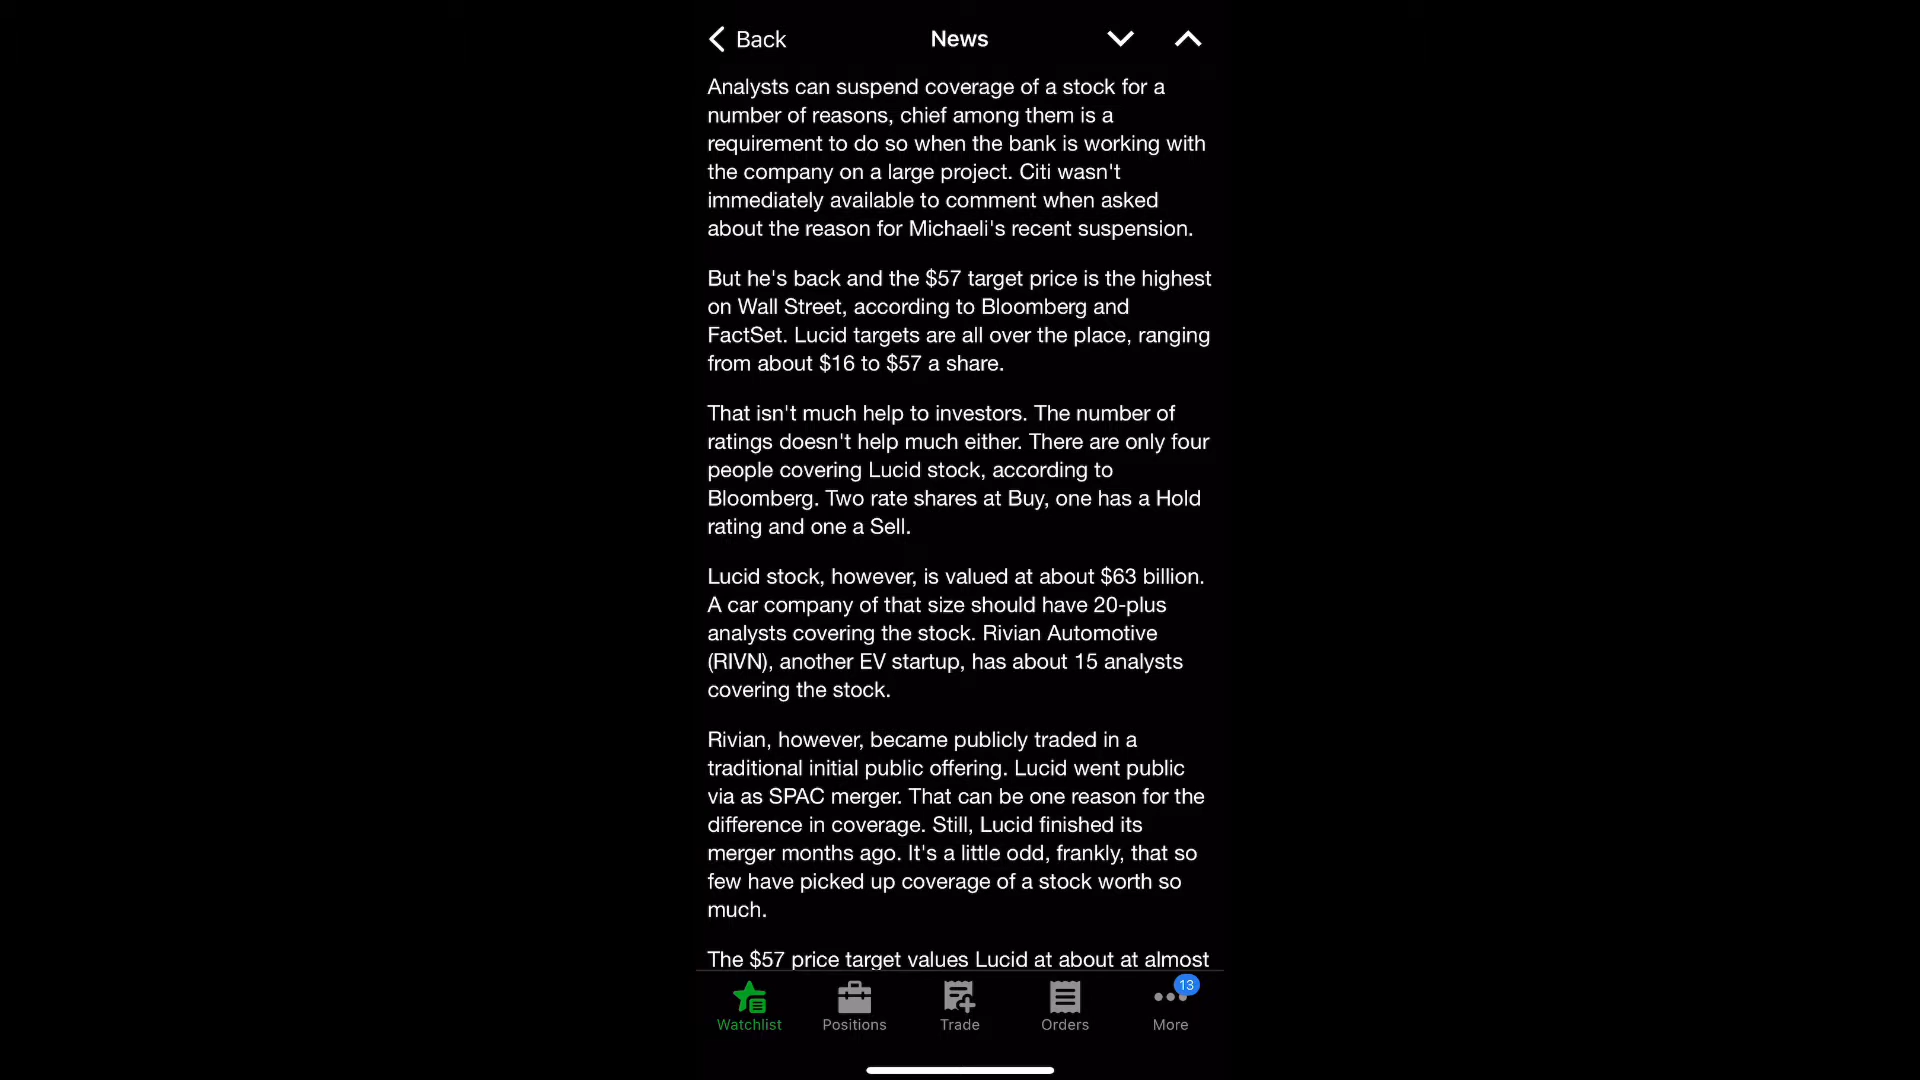 Back
News
Analysts can suspend coverage of a stock for a
number of reasons, chief among them is a
requirement to do so when the bank is working with
the company on a large project. Citi wasn't
immediately available to comment when asked
about the reason for Michaeli's recent suspension.
But he's back and the $57 target price is the highest
on Wall Street, according to Bloomberg and
FactSet. Lucid targets are all over the place, ranging
from about $16 to $57 a share.
That isn't much help to investors. The number of
ratings doesn't help much either. There are only four
people covering Lucid stock, according to
Bloomberg. Two rate shares at Buy, one has a Hold
rating and one a Sell.
Lucid stock, however, is valued at about $63 billion.
A car company of that size should have 20-plus
analysts covering the stock. Rivian Automotive
(RIVN), another EV startup, has about 15 analysts
covering the stock.
Rivian, however, became publicly traded in a
traditional initial public offering. Lucid went public
via as SPAC merger. That can be one reason for the
difference in coverage. Still, Lucid finished its
merger months ago. It's a little odd, frankly, that so
few have picked up coverage of a stock worth so
much.
The $57 price target values Lucid at about at almost
13
Watchlist
Positions
Trade
Orders
More